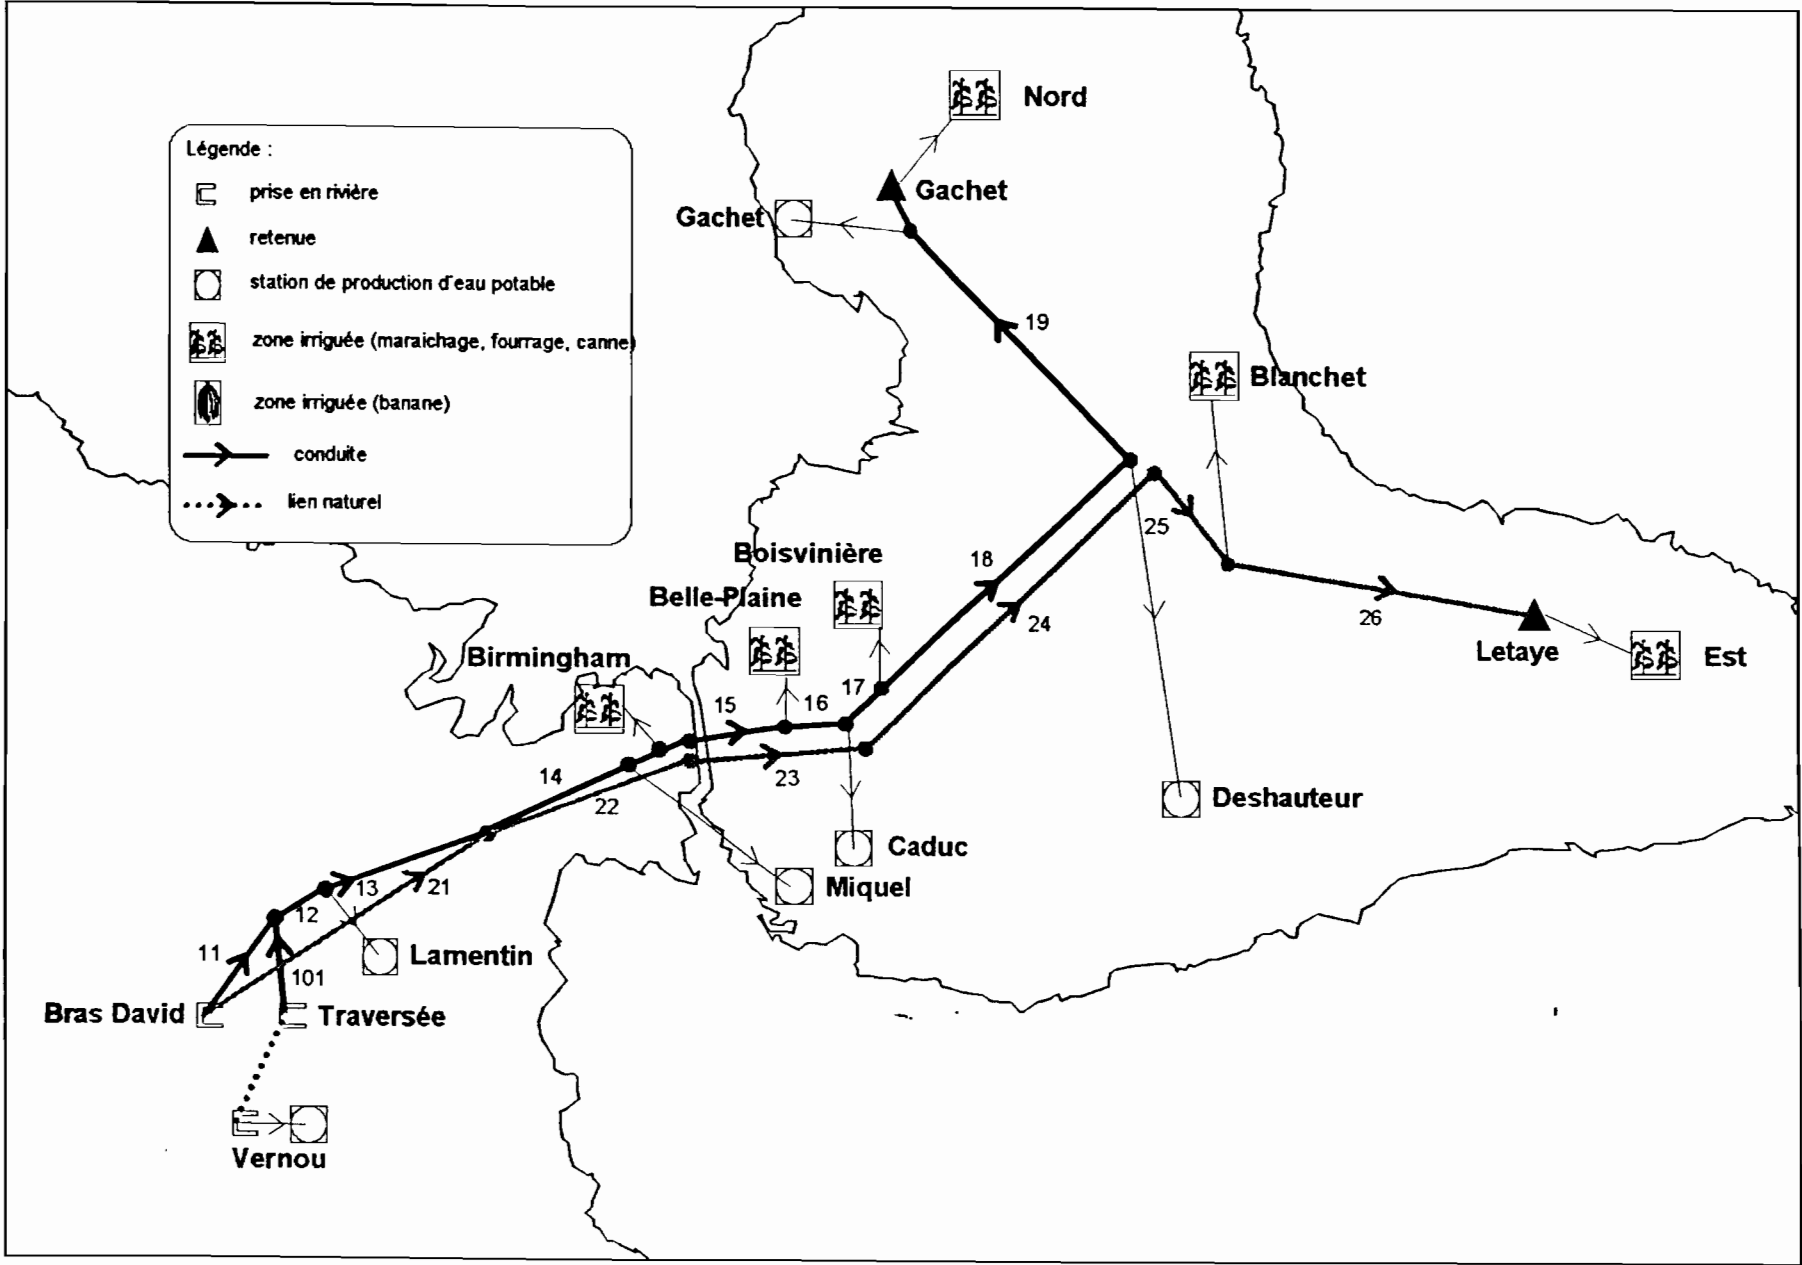 Légende :
prise en rivière
retenue
station de production d'eau potable
zone irriguée (maraichage, fourrage, canne)
zone irriguée (banane)
conduite
lien naturel
Nord
Gachet
Gachet
19
Blanchet
25
Boisvinière
18
Belle-Plaine
24
26
Letaye
Est
Birmingham
17
15
16
14
23
22
Deshauteur
Caduc
Miquel
13
21
12
11
Lamentin
101
Bras David
Traversée
Vernou